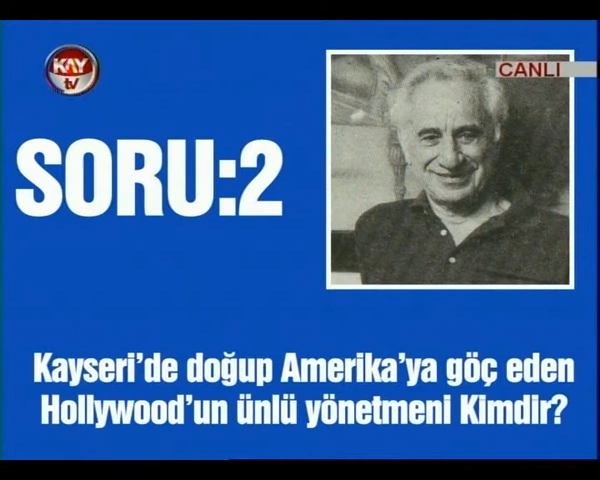 KAY
tv
CANLI
SORU:2
Kayseri'de doğup Amerika'ya göç eden
Hollywood'un ünlü yönetmeni Kimdir?